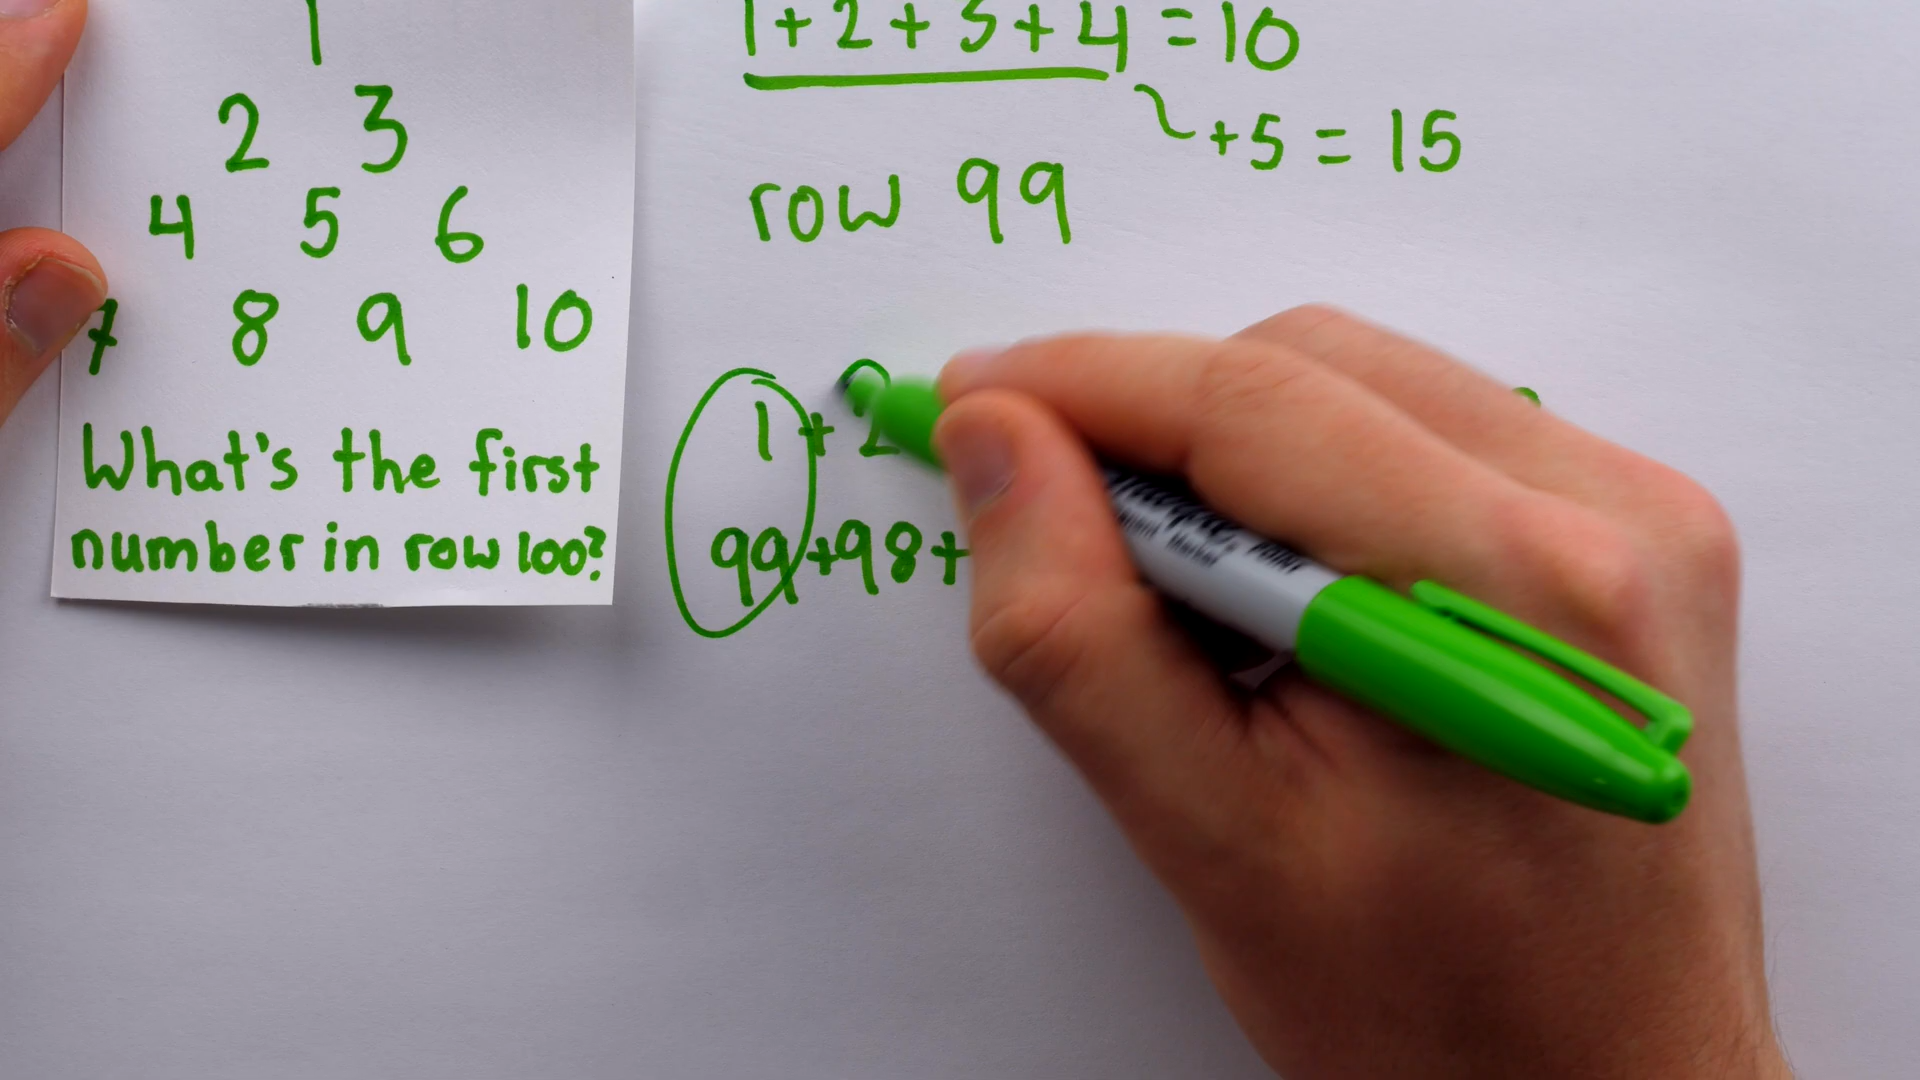 1
2 3
4 5 6
7 8 9 10
What's the first
number in row 100?
1+2+3+4=10
+5=15
row 99
1+2
99+98+